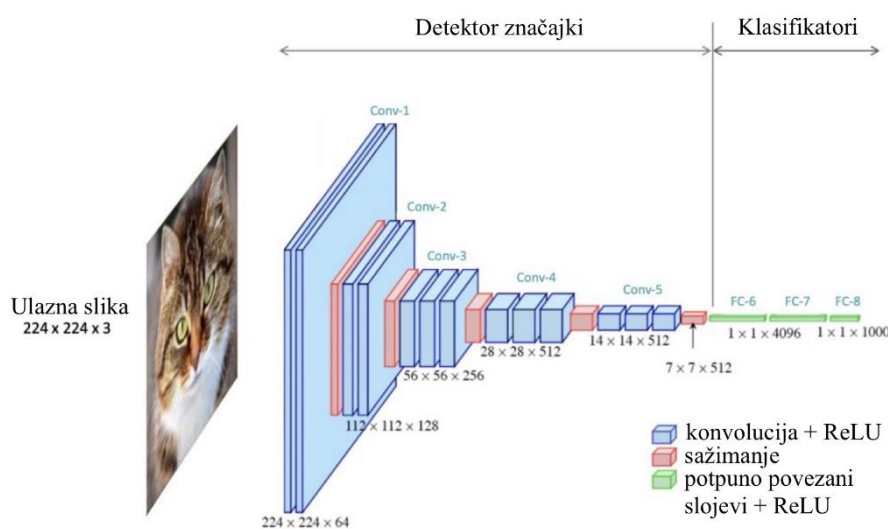 Detektor značajki
Klasifikatori
Conv-1
Conv-2
Conv-3
Conv-4
Conv-5
FC-6
FC-7
FC-8
Ulazna slika
224 x 224 x 3
1 × 1 × 4096
1 × 1 × 1000
28 × 28 × 512
14 × 14 × 512
7 × 7 × 512
56 × 56 × 256
112 × 112 × 128
224 × 224 × 64
konvolucija + ReLU
sažimanje
potpuno povezani
slojevi + ReLU